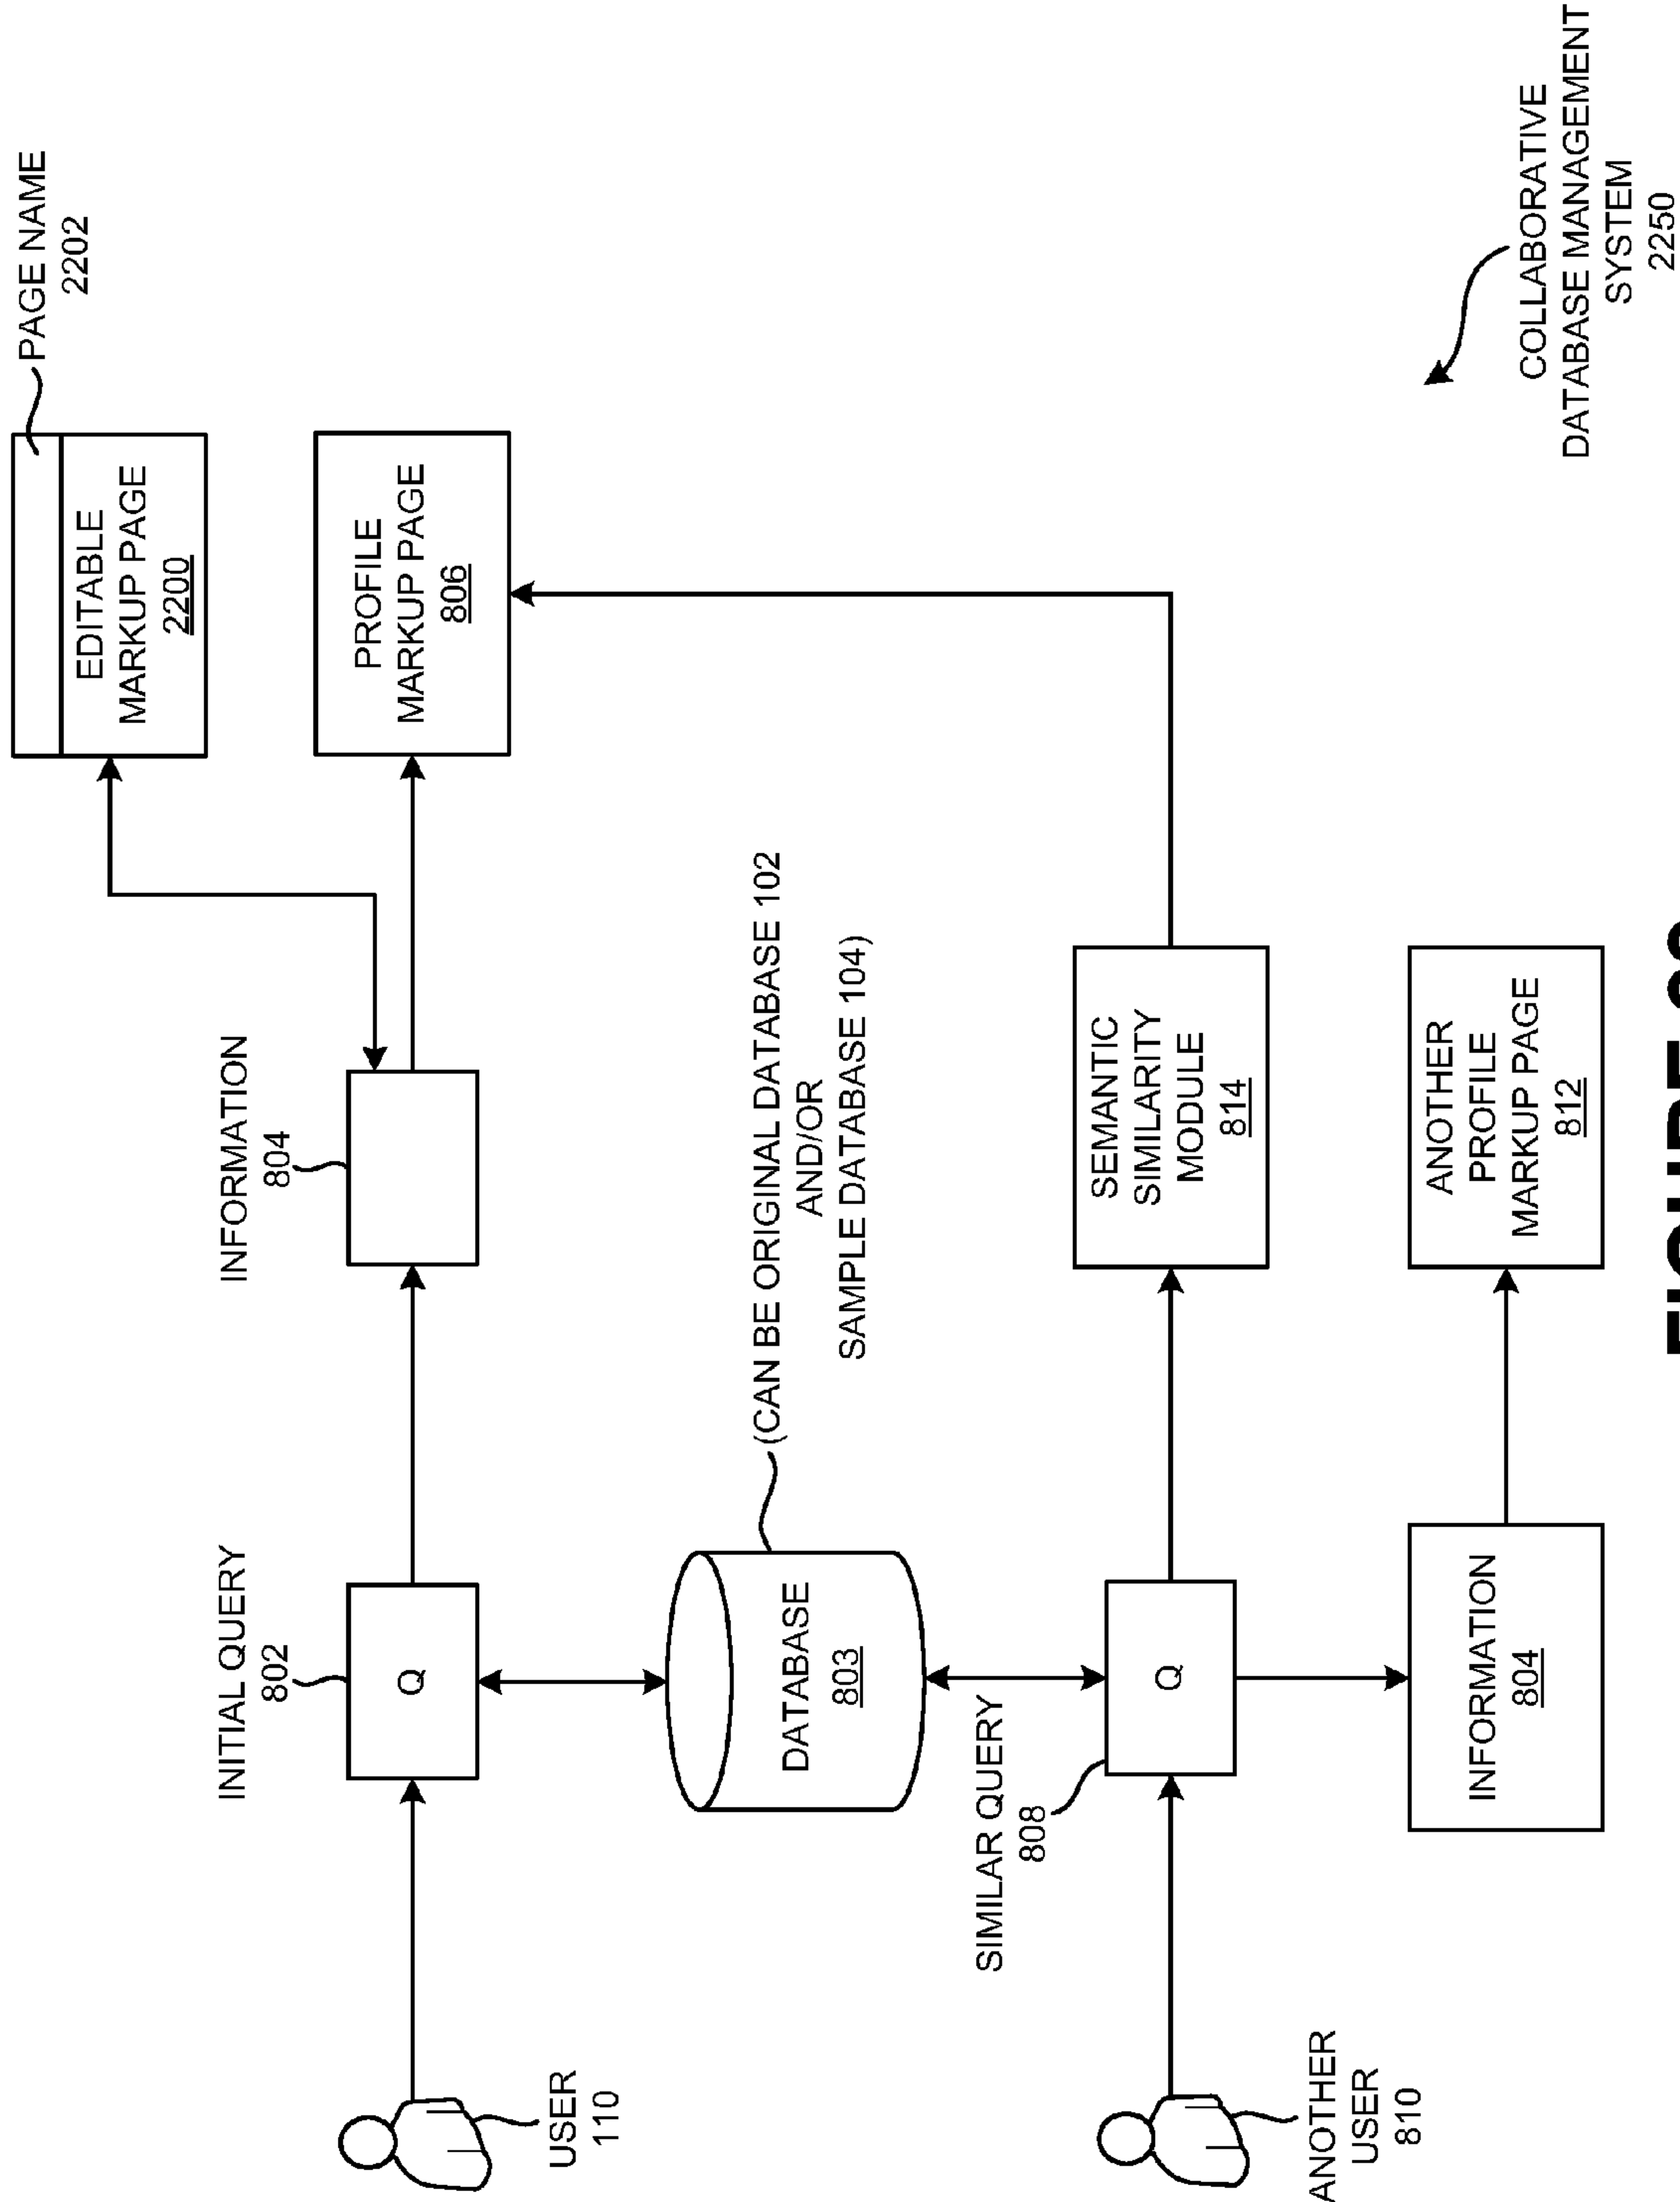 PAGE NAME
2202
EDITABLE
MARKUP PAGE
2200
INITIAL QUERY
802
INFORMATION
804
Q
PROFILE
MARKUP PAGE
806
USER
110
DATABASE
803
(CAN BE ORIGINAL DATABASE 102
AND/OR
SAMPLE DATABASE 104)
SIMILAR QUERY
808
Q
SEMANTIC
SIMILARITY
MODULE
814
ANOTHER
USER
810
INFORMATION
804
ANOTHER
PROFILE
MARKUP PAGE
812
COLLABORATIVE
DATABASE MANAGEMENT
SYSTEM
2250
FIGURE